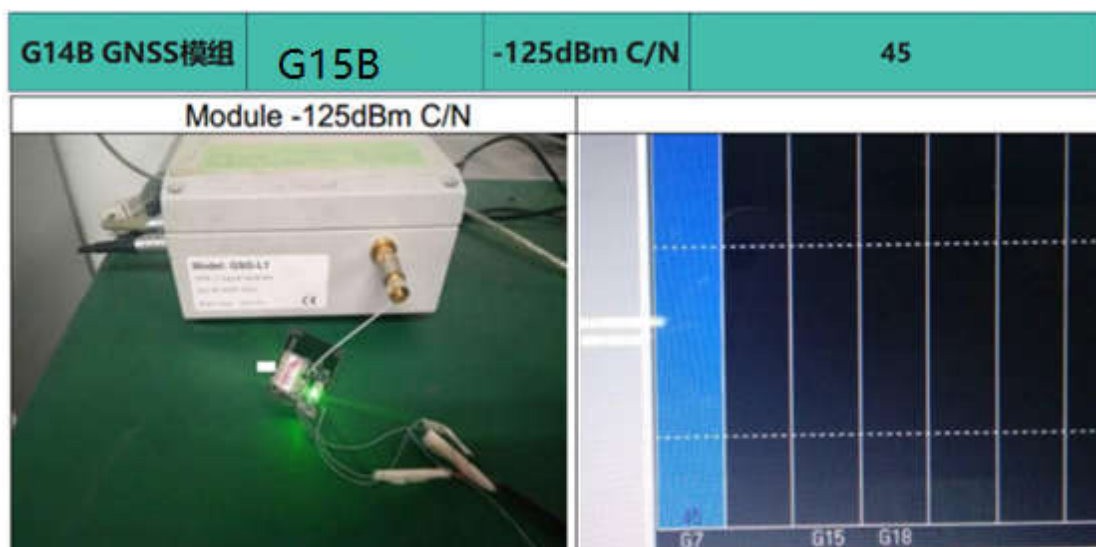 G14B GNSS模组 G15B -125dBm C/N 45
Module -125dBm C/N
Model: GSG-L1
CE
45
G7 G15 G18